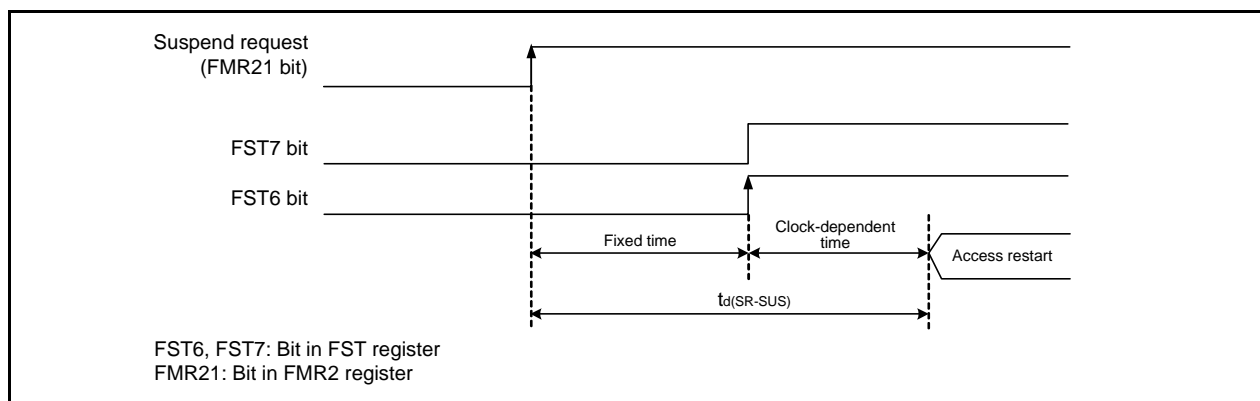 Suspend request
(FMR21 bit)
FST7 bit
FST6 bit
Fixed time
Clock-dependent
time
Access restart
td(SR-SUS)
FST6, FST7: Bit in FST register
FMR21: Bit in FMR2 register